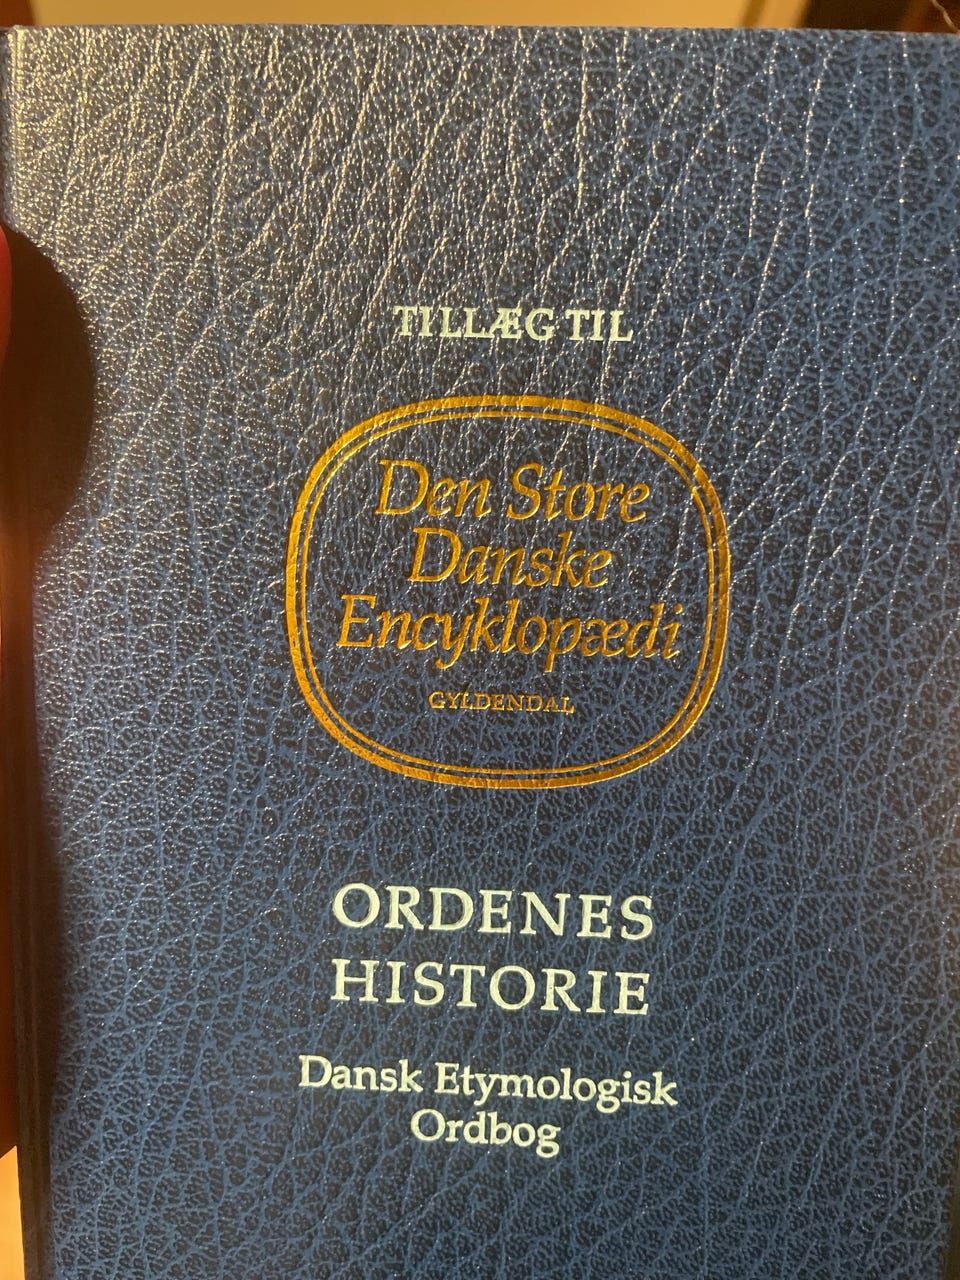 TILLÆG TIL
Den Store
Danske
Encyklopædi
GYLDENDAL
ORDENES
HISTORIE
Dansk Etymologisk
Ordbog